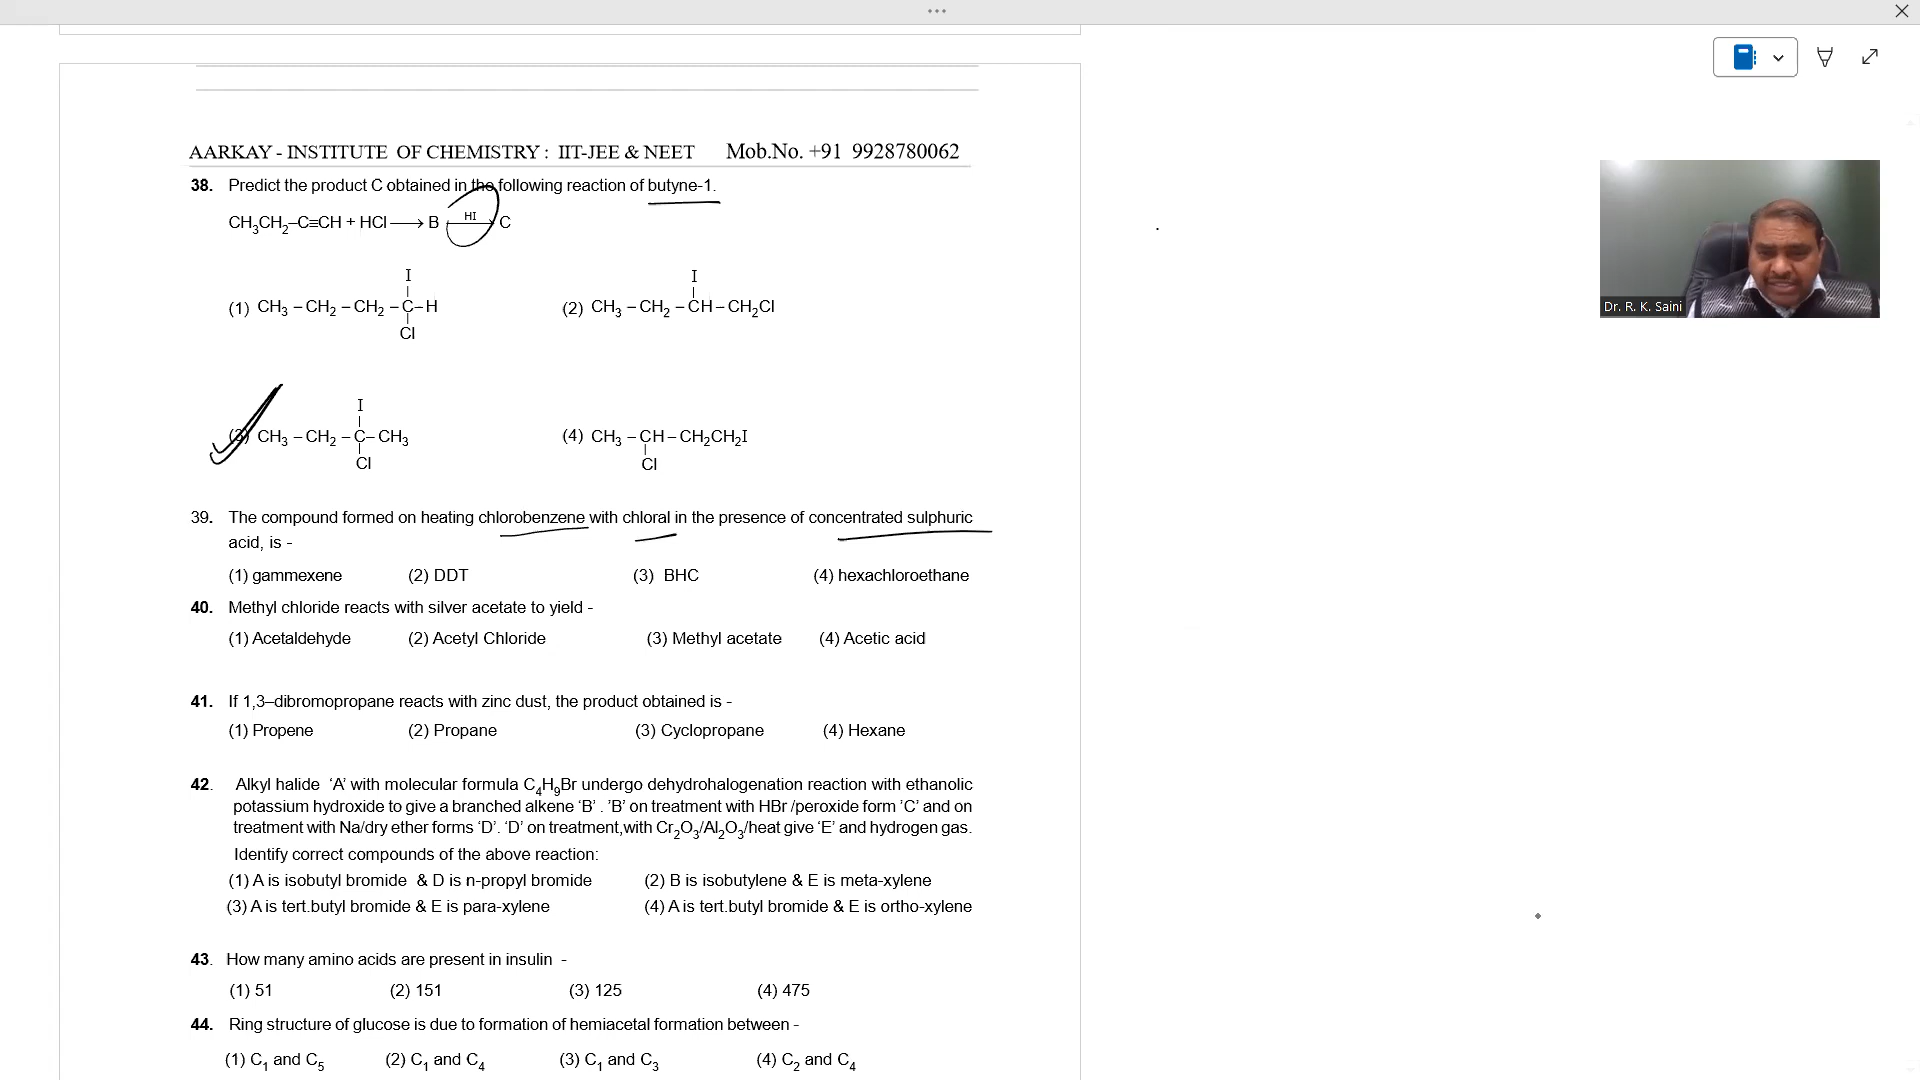 AARKAY - INSTITUTE OF CHEMISTRY : IIT-JEE & NEET Mob.No. +91 9928780062
38. Predict the product C obtained in the following reaction of butyne-1.
CH₃CH₂–C≡CH + HCl ⟶ B —HI→ C
I I
(1) CH₃ – CH₂ – CH₂ – C – H (2) CH₃ – CH₂ – CH – CH₂Cl
Cl
I
(3) CH₃ – CH₂ – C – CH₃ (4) CH₃ – CH – CH₂CH₂I
Cl Cl
39. The compound formed on heating chlorobenzene with chloral in the presence of concentrated sulphuric
acid, is -
(1) gammexene (2) DDT (3) BHC (4) hexachloroethane
40. Methyl chloride reacts with silver acetate to yield -
(1) Acetaldehyde (2) Acetyl Chloride (3) Methyl acetate (4) Acetic acid
41. If 1,3–dibromopropane reacts with zinc dust, the product obtained is -
(1) Propene (2) Propane (3) Cyclopropane (4) Hexane
42. Alkyl halide ‘A’ with molecular formula C₄H₉Br undergo dehydrohalogenation reaction with ethanolic
potassium hydroxide to give a branched alkene ‘B’ . ’B’ on treatment with HBr /peroxide form ’C’ and on
treatment with Na/dry ether forms ‘D’. ‘D’ on treatment,with Cr₂O₃/Al₂O₃/heat give ‘E’ and hydrogen gas.
Identify correct compounds of the above reaction:
(1) A is isobutyl bromide & D is n-propyl bromide (2) B is isobutylene & E is meta-xylene
(3) A is tert.butyl bromide & E is para-xylene (4) A is tert.butyl bromide & E is ortho-xylene
43. How many amino acids are present in insulin -
(1) 51 (2) 151 (3) 125 (4) 475
44. Ring structure of glucose is due to formation of hemiacetal formation between -
(1) C₁ and C₅ (2) C₁ and C₄ (3) C₁ and C₃ (4) C₂ and C₄
Dr. R. K. Saini